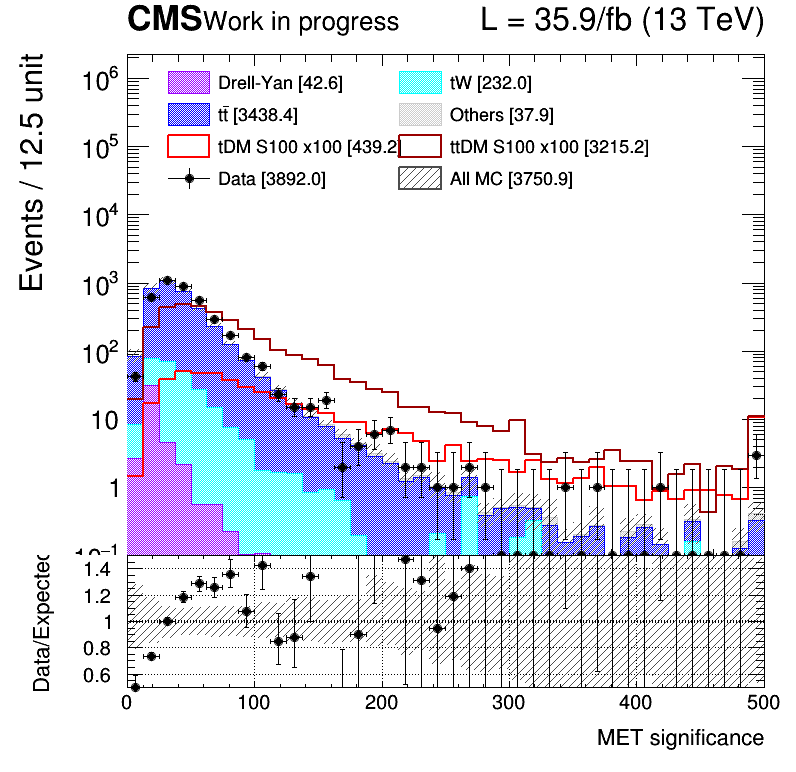 CMS Work in progress L = 35.9/fb (13 TeV)
Events / 12.5 unit
10⁶
10⁵
10⁴
10³
10²
10
1
10⁻¹
Drell-Yan [42.6] tW [232.0]
tt̄ [3438.4] Others [37.9]
tDM S100 x100 [439.2] ttDM S100 x100 [3215.2]
Data [3892.0] All MC [3750.9]
Data/Expected
1.4
1.2
1
0.8
0.6
0 100 200 300 400 500
MET significance